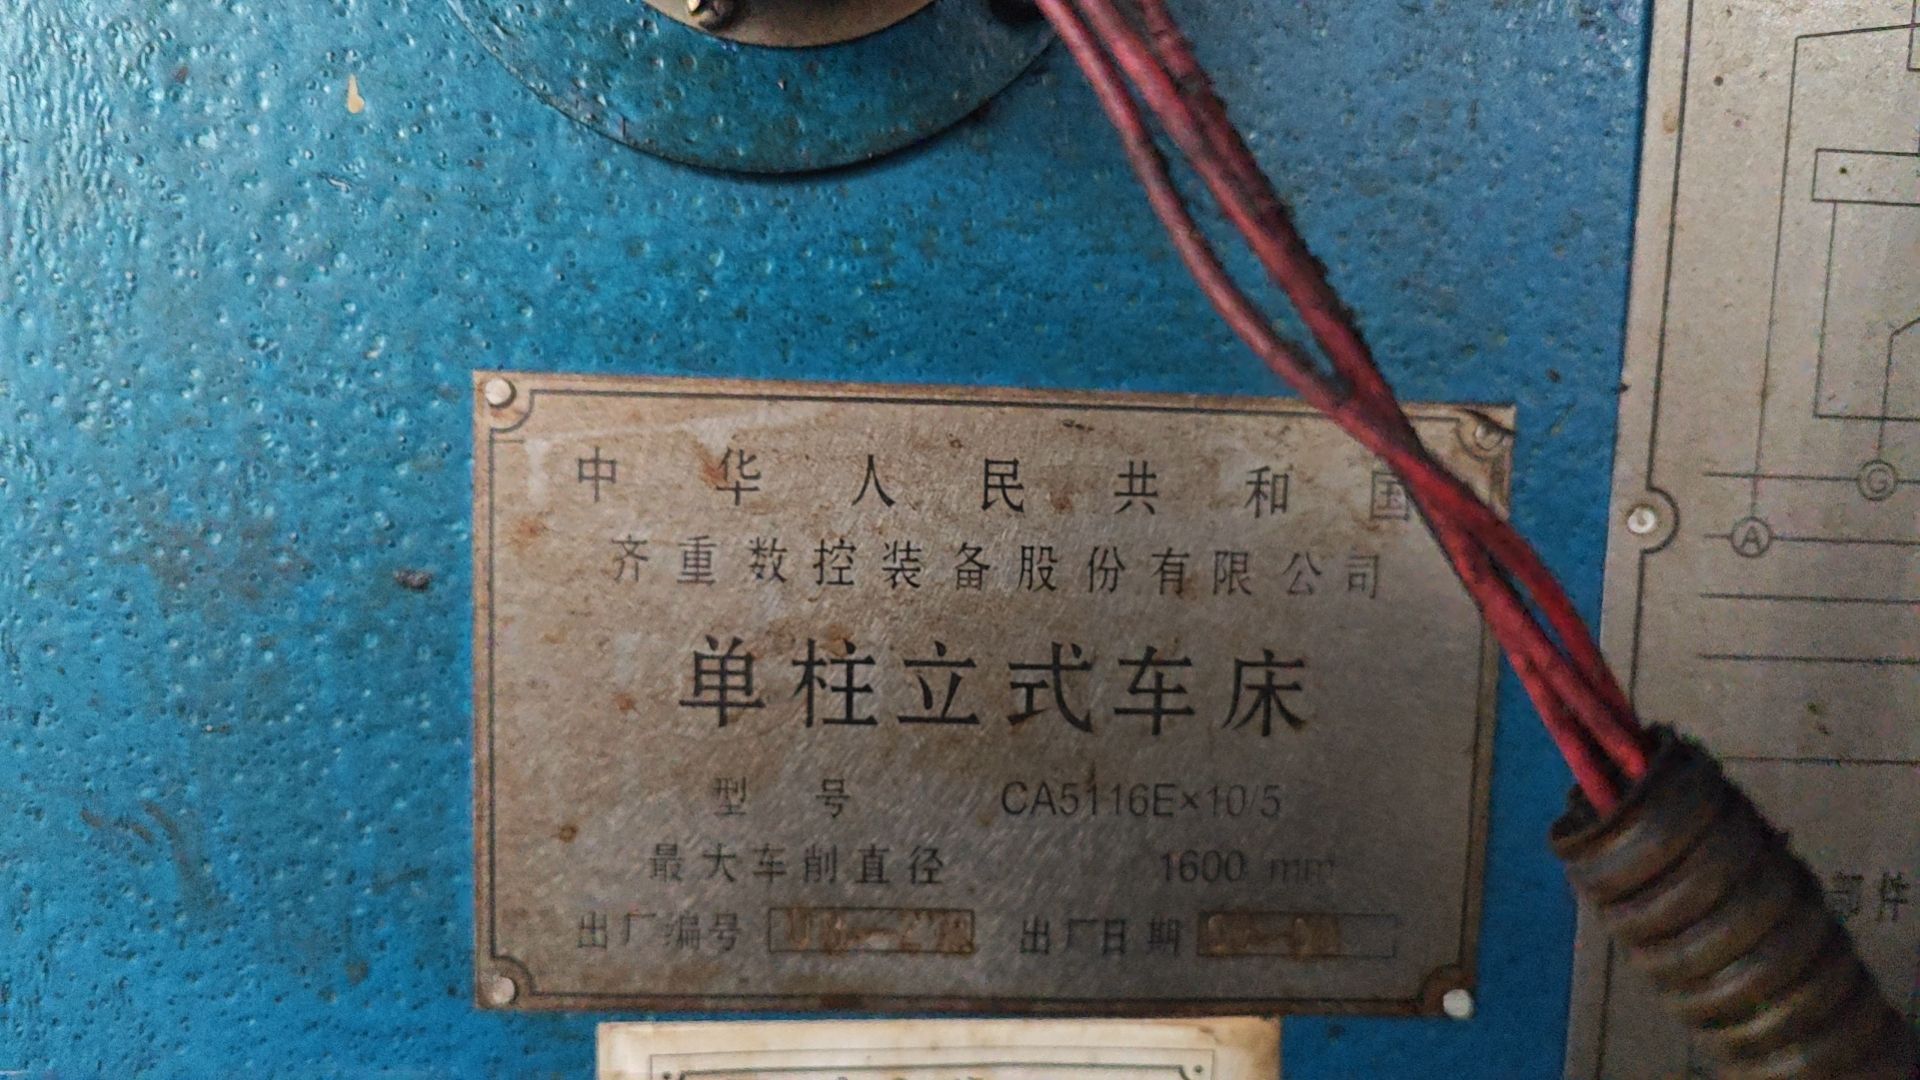 中华人民共和国
齐重数控装备股份有限公司
单柱立式车床
型号 CA5116E×10/5
最大车削直径 1600 mm
出厂编号 出厂日期
G
A
部件